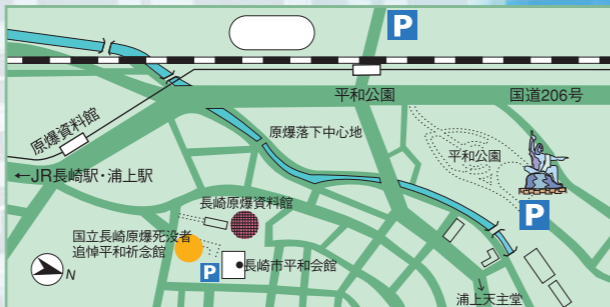 P
平和公園
国道206号
原爆資料館
原爆落下中心地
平和公園
←JR長崎駅・浦上駅
長崎原爆資料館
P
国立長崎原爆死没者
追悼平和祈念館
P
長崎市平和会館
N
浦上天主堂